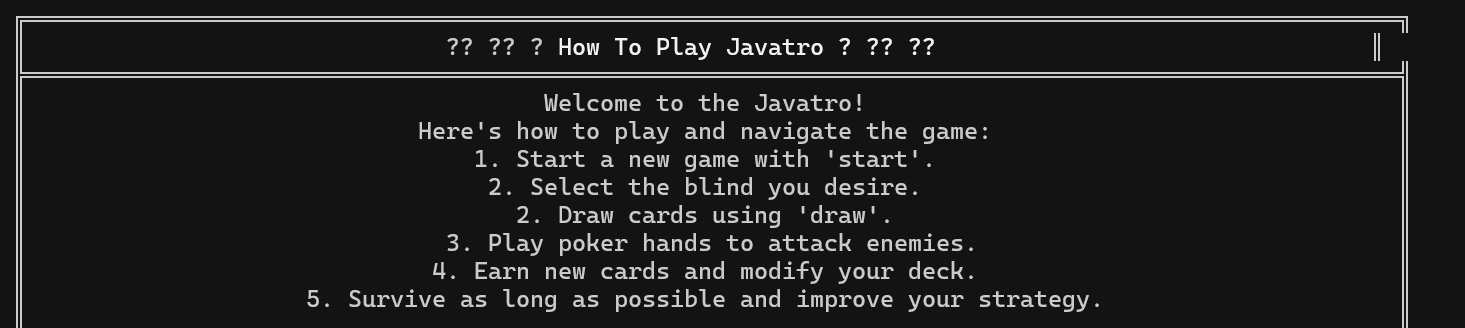 ?? ?? ? How To Play Javatro ? ?? ??
Welcome to the Javatro!
Here's how to play and navigate the game:
1. Start a new game with 'start'.
2. Select the blind you desire.
2. Draw cards using 'draw'.
3. Play poker hands to attack enemies.
4. Earn new cards and modify your deck.
5. Survive as long as possible and improve your strategy.